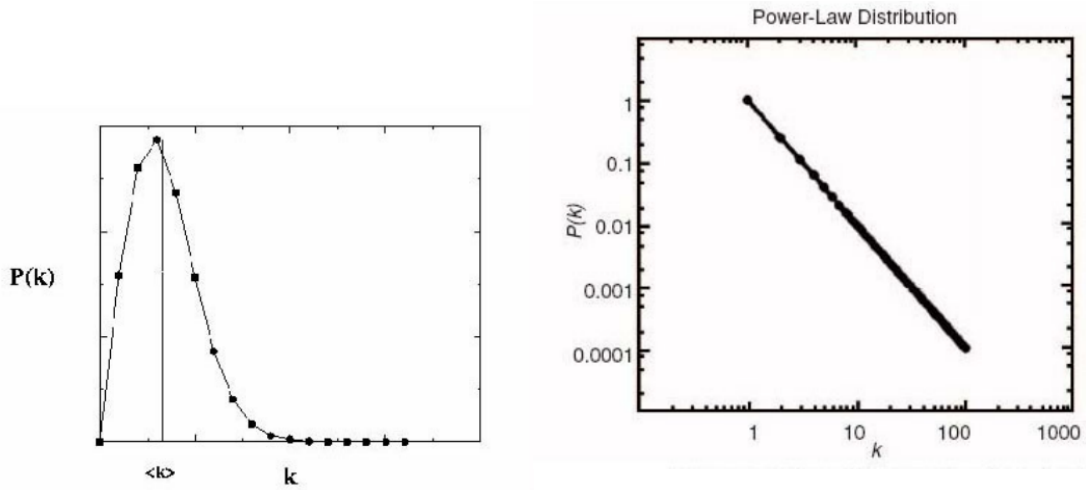 P(k)
<k>
k
Power-Law Distribution
P(k)
1
0.1
0.01
0.001
0.0001
1 10 100 1000
k